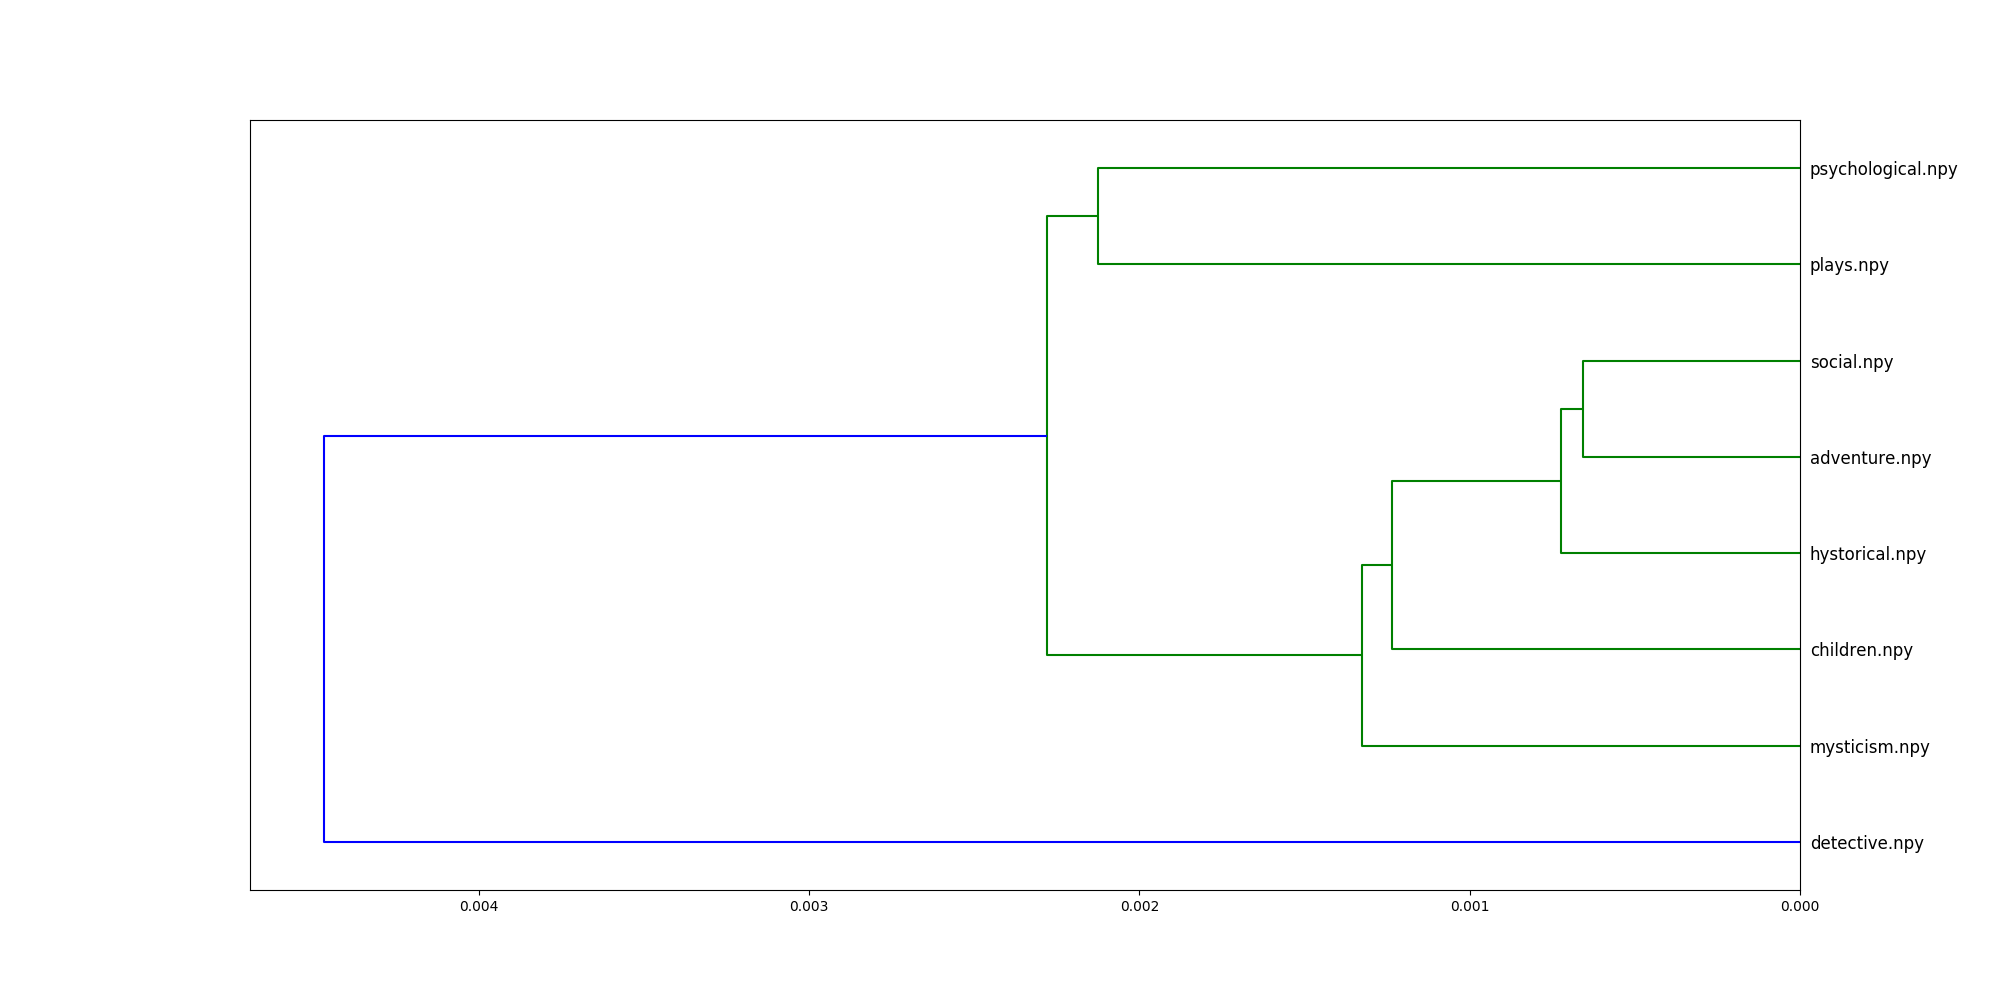 psychological.npy
plays.npy
social.npy
adventure.npy
hystorical.npy
children.npy
mysticism.npy
detective.npy
0.004 0.003 0.002 0.001 0.000